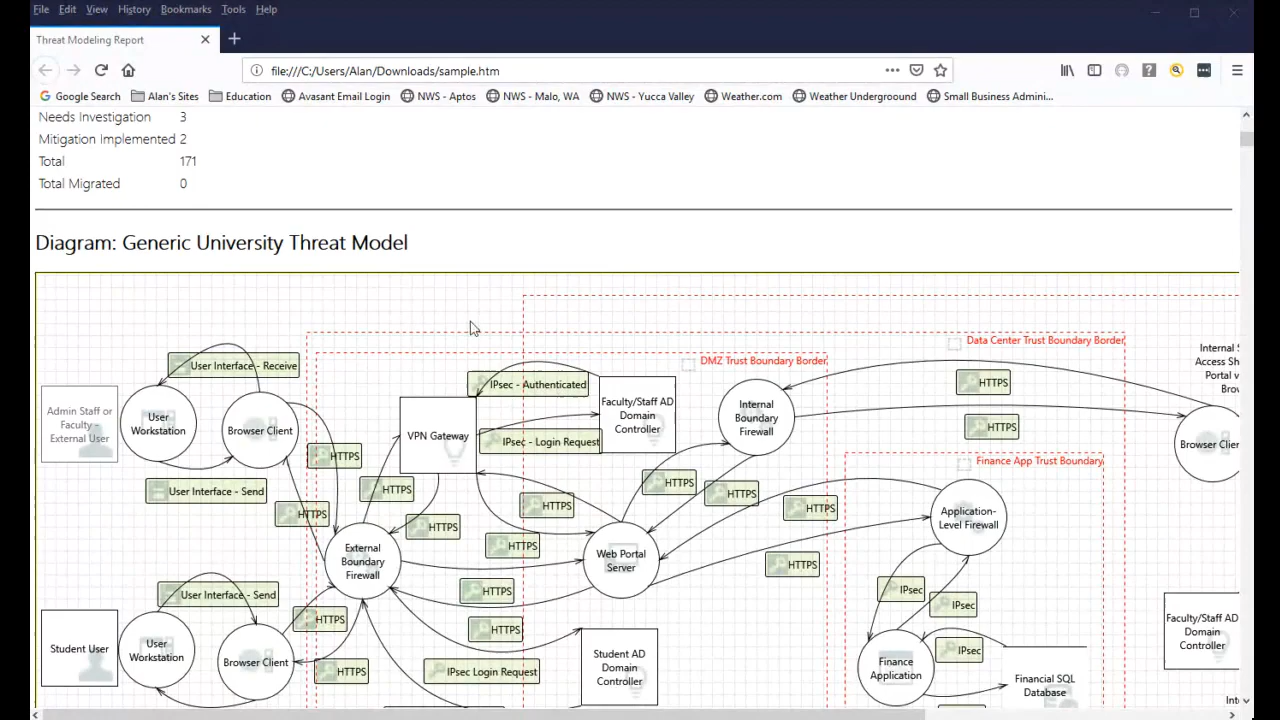 File Edit View History Bookmarks Tools Help
Threat Modeling Report
file:///C:/Users/Alan/Downloads/sample.htm
Google Search Alan's Sites Education Avasant Email Login NWS - Aptos NWS - Malo, WA NWS - Yucca Valley Weather.com Weather Undergroound Small Business Admini...
Needs Investigation 3
Mitigation Implemented 2
Total 171
Total Migrated 0
Diagram: Generic University Threat Model
Data Center Trust Boundary Border
DMZ Trust Boundary Border
Internal
Access Sh
Portal v
Brow
User Interface - Receive
IPsec - Authenticated
HTTPS
Admin Staff or
Faculty -
External User
User
Workstation
Browser Client
VPN Gateway
Faculty/Staff AD
Domain
Controller
Internal
Boundary
Firewall
HTTPS
Browser Clier
IPsec - Login Request
HTTPS
Finance App Trust Boundary
User Interface - Send
HTTPS
HTTPS
HTTPS
HTTPS
HTTPS
HTTPS
HTTPS
HTTPS
Application-
Level Firewall
External
Boundary
Firewall
Web Portal
Server
HTTPS
HTTPS
User Interface - Send
HTTPS
IPsec
IPsec
HTTPS
HTTPS
Student User
User
Workstation
Browser Client
HTTPS
IPsec Login Request
Student AD
Domain
Controller
Finance
Application
IPsec
Financial SQL
Database
Faculty/Staff AD
Domain
Controller
Int